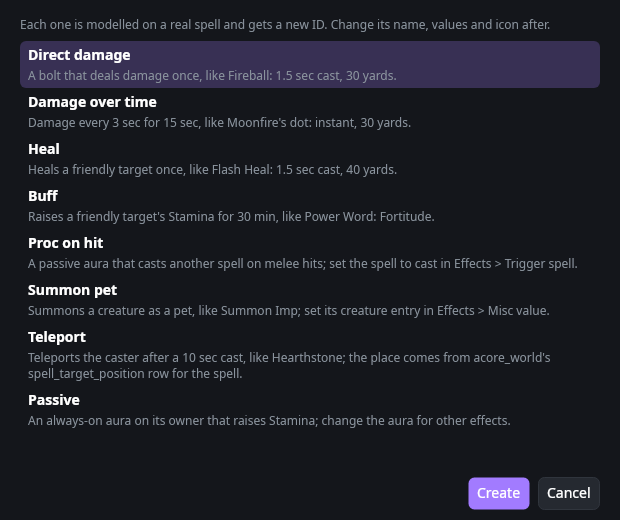 Each one is modelled on a real spell and gets a new ID. Change its name, values and icon after.
Direct damage
A bolt that deals damage once, like Fireball: 1.5 sec cast, 30 yards.
Damage over time
Damage every 3 sec for 15 sec, like Moonfire's dot: instant, 30 yards.
Heal
Heals a friendly target once, like Flash Heal: 1.5 sec cast, 40 yards.
Buff
Raises a friendly target's Stamina for 30 min, like Power Word: Fortitude.
Proc on hit
A passive aura that casts another spell on melee hits; set the spell to cast in Effects > Trigger spell.
Summon pet
Summons a creature as a pet, like Summon Imp; set its creature entry in Effects > Misc value.
Teleport
Teleports the caster after a 10 sec cast, like Hearthstone; the place comes from acore_world's
spell_target_position row for the spell.
Passive
An always-on aura on its owner that raises Stamina; change the aura for other effects.
Create
Cancel